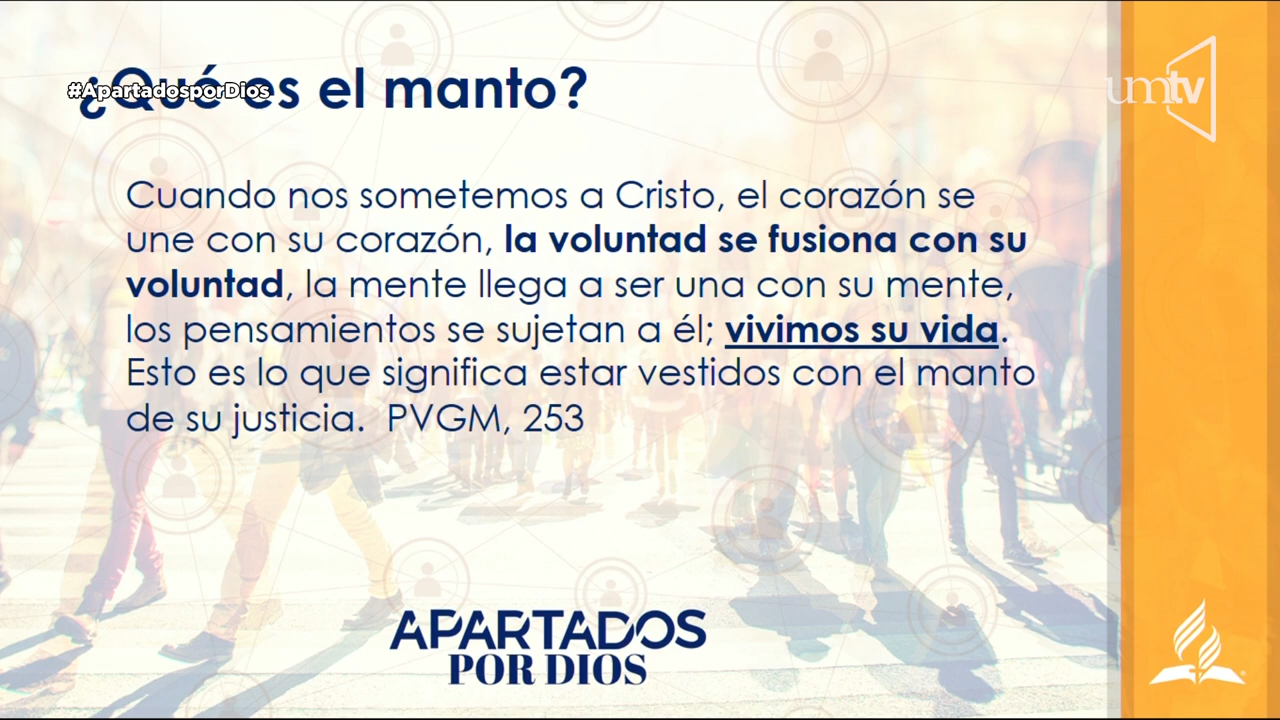 ¿Qué es el manto?
#ApartadosporDios
umtv
Cuando nos sometemos a Cristo, el corazón se
une con su corazón, la voluntad se fusiona con su
voluntad, la mente llega a ser una con su mente,
los pensamientos se sujetan a él; vivimos su vida.
Esto es lo que significa estar vestidos con el manto
de su justicia. PVGM, 253
APARTADOS
POR DIOS